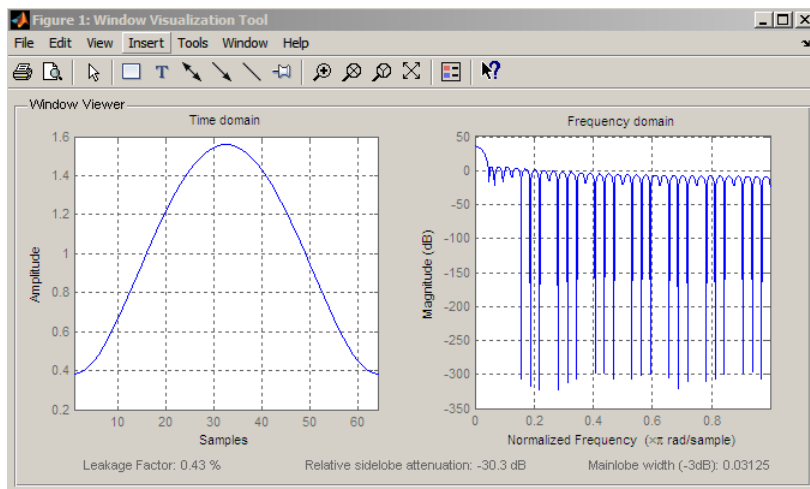 Figure 1: Window Visualization Tool
File Edit View Insert Tools Window Help
T
?
Window Viewer
Time domain
1.6
1.4
1.2
1
0.8
0.6
0.4
0.2
Amplitude
10 20 30 40 50 60
Samples
Frequency domain
50
0
-50
-100
-150
-200
-250
-300
-350
Magnitude (dB)
0 0.2 0.4 0.6 0.8
Normalized Frequency (×π rad/sample)
Leakage Factor: 0.43 % Relative sidelobe attenuation: -30.3 dB Mainlobe width (-3dB): 0.03125